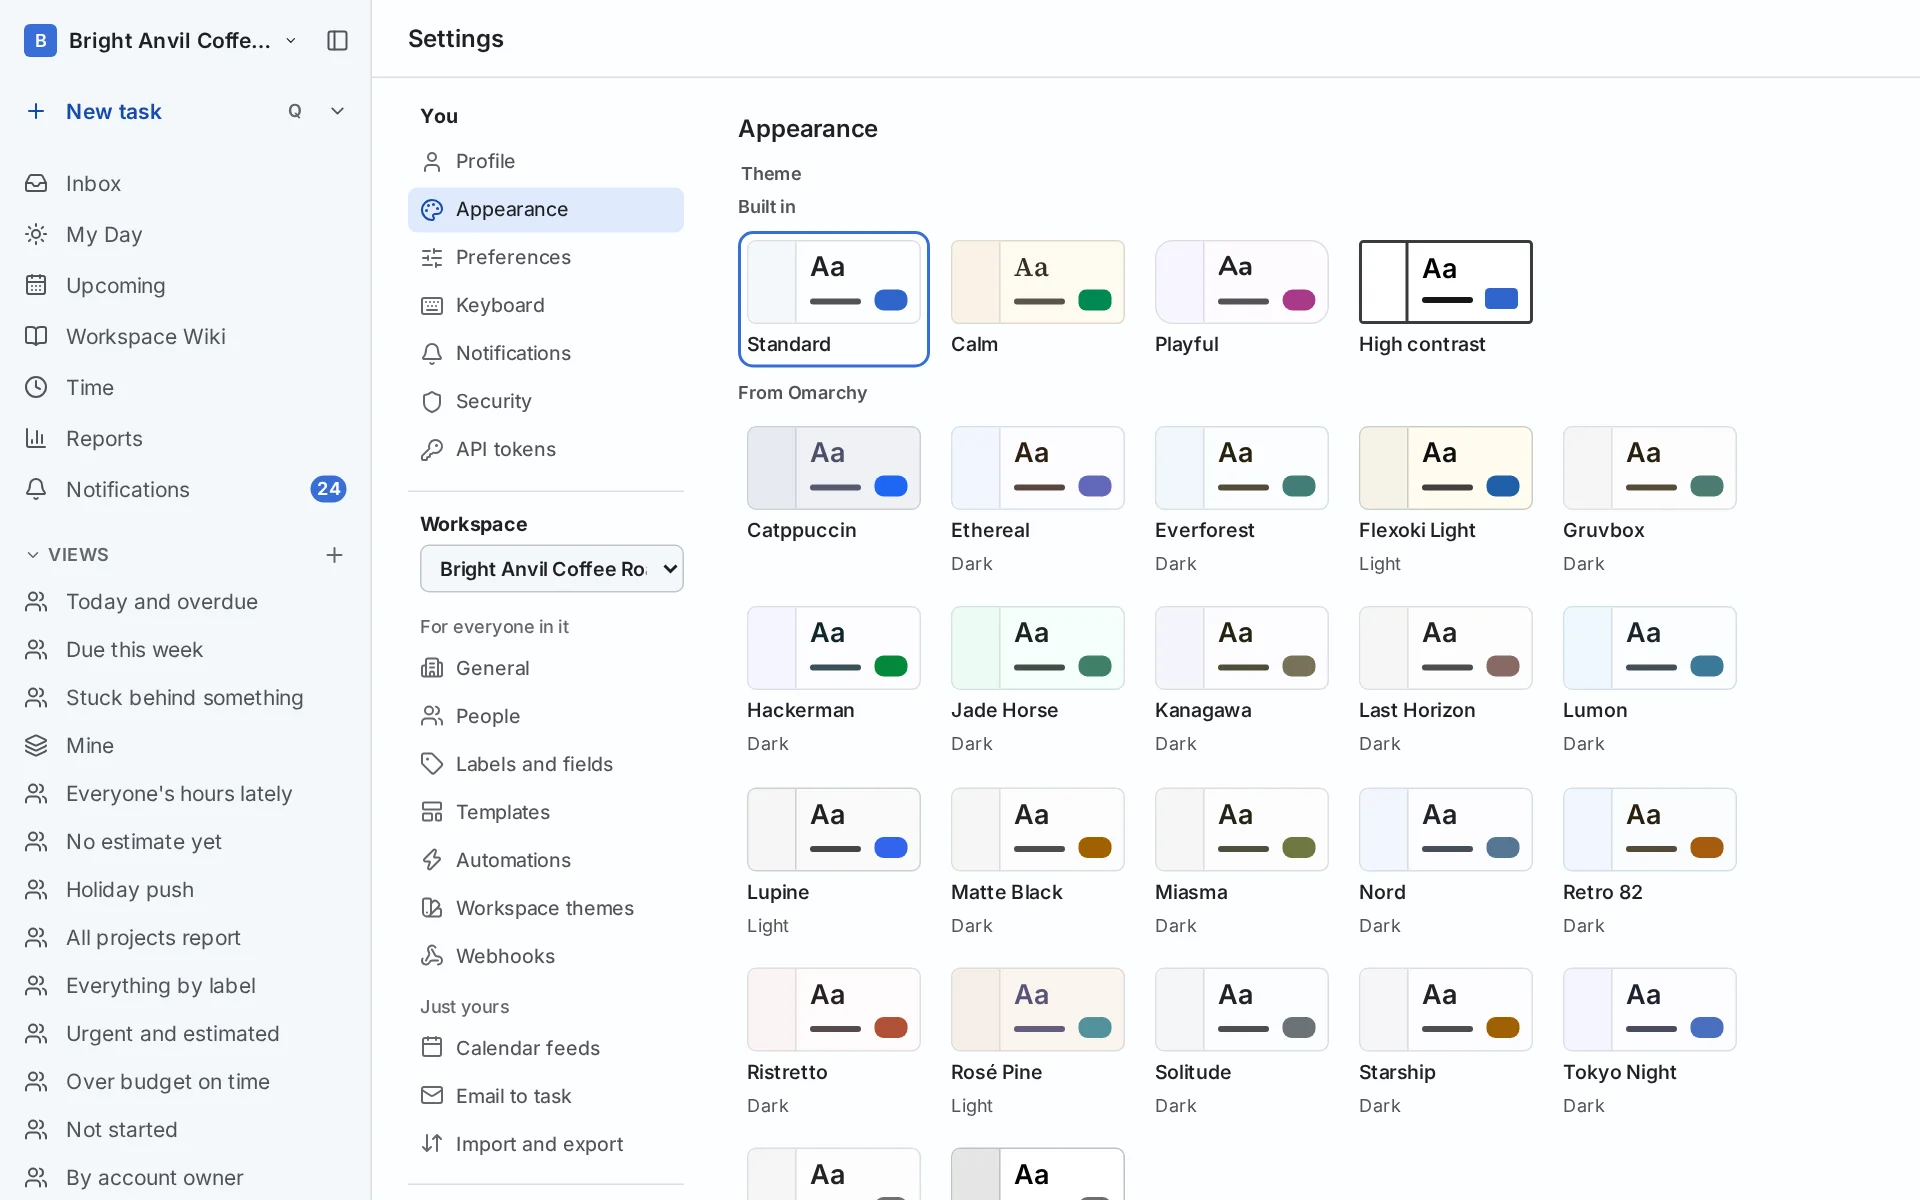 B Bright Anvil Coffe...
New task Q
Inbox
My Day
Upcoming
Workspace Wiki
Time
Reports
Notifications 24
VIEWS
Today and overdue
Due this week
Stuck behind something
Mine
Everyone's hours lately
No estimate yet
Holiday push
All projects report
Everything by label
Urgent and estimated
Over budget on time
Not started
By account owner
Settings
You
Profile
Appearance
Preferences
Keyboard
Notifications
Security
API tokens
Workspace
Bright Anvil Coffee Ro
For everyone in it
General
People
Labels and fields
Templates
Automations
Workspace themes
Webhooks
Just yours
Calendar feeds
Email to task
Import and export
Appearance
Theme
Built in
Aa Aa Aa Aa
Standard Calm Playful High contrast
From Omarchy
Aa Aa Aa Aa Aa
Catppuccin Ethereal Everforest Flexoki Light Gruvbox
Dark Dark Light Dark
Aa Aa Aa Aa Aa
Hackerman Jade Horse Kanagawa Last Horizon Lumon
Dark Dark Dark Dark Dark
Aa Aa Aa Aa Aa
Lupine Matte Black Miasma Nord Retro 82
Light Dark Dark Dark Dark
Aa Aa Aa Aa Aa
Ristretto Rosé Pine Solitude Starship Tokyo Night
Dark Light Dark Dark Dark
Aa Aa